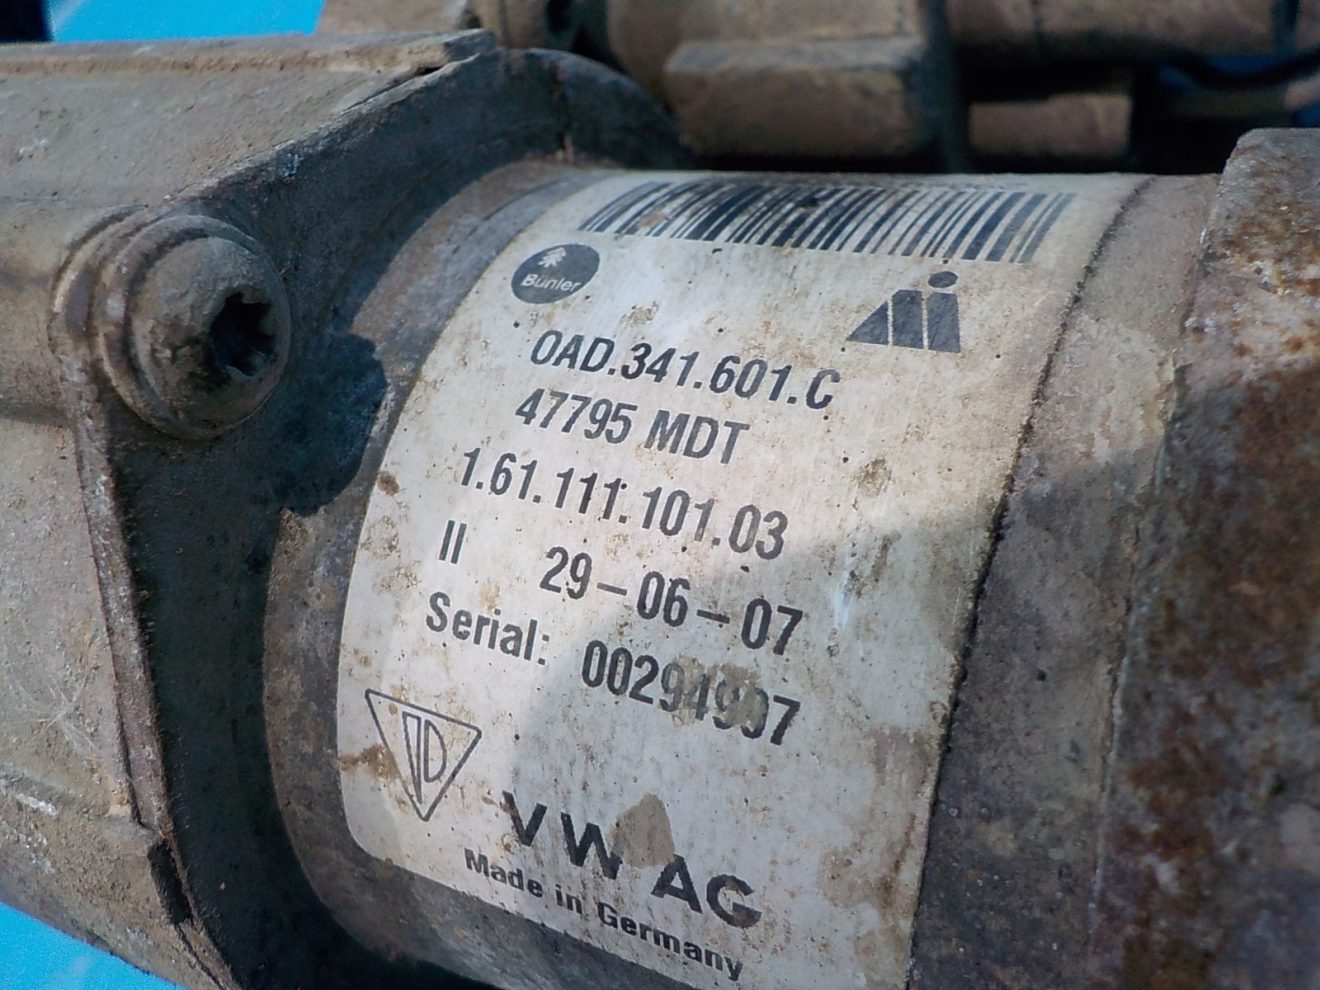 Bühler
0AD.341.601.C
47795 MDT
1.61.111.101.03
II 29-06-07
Serial: 00294997
VW AG
Made in Germany